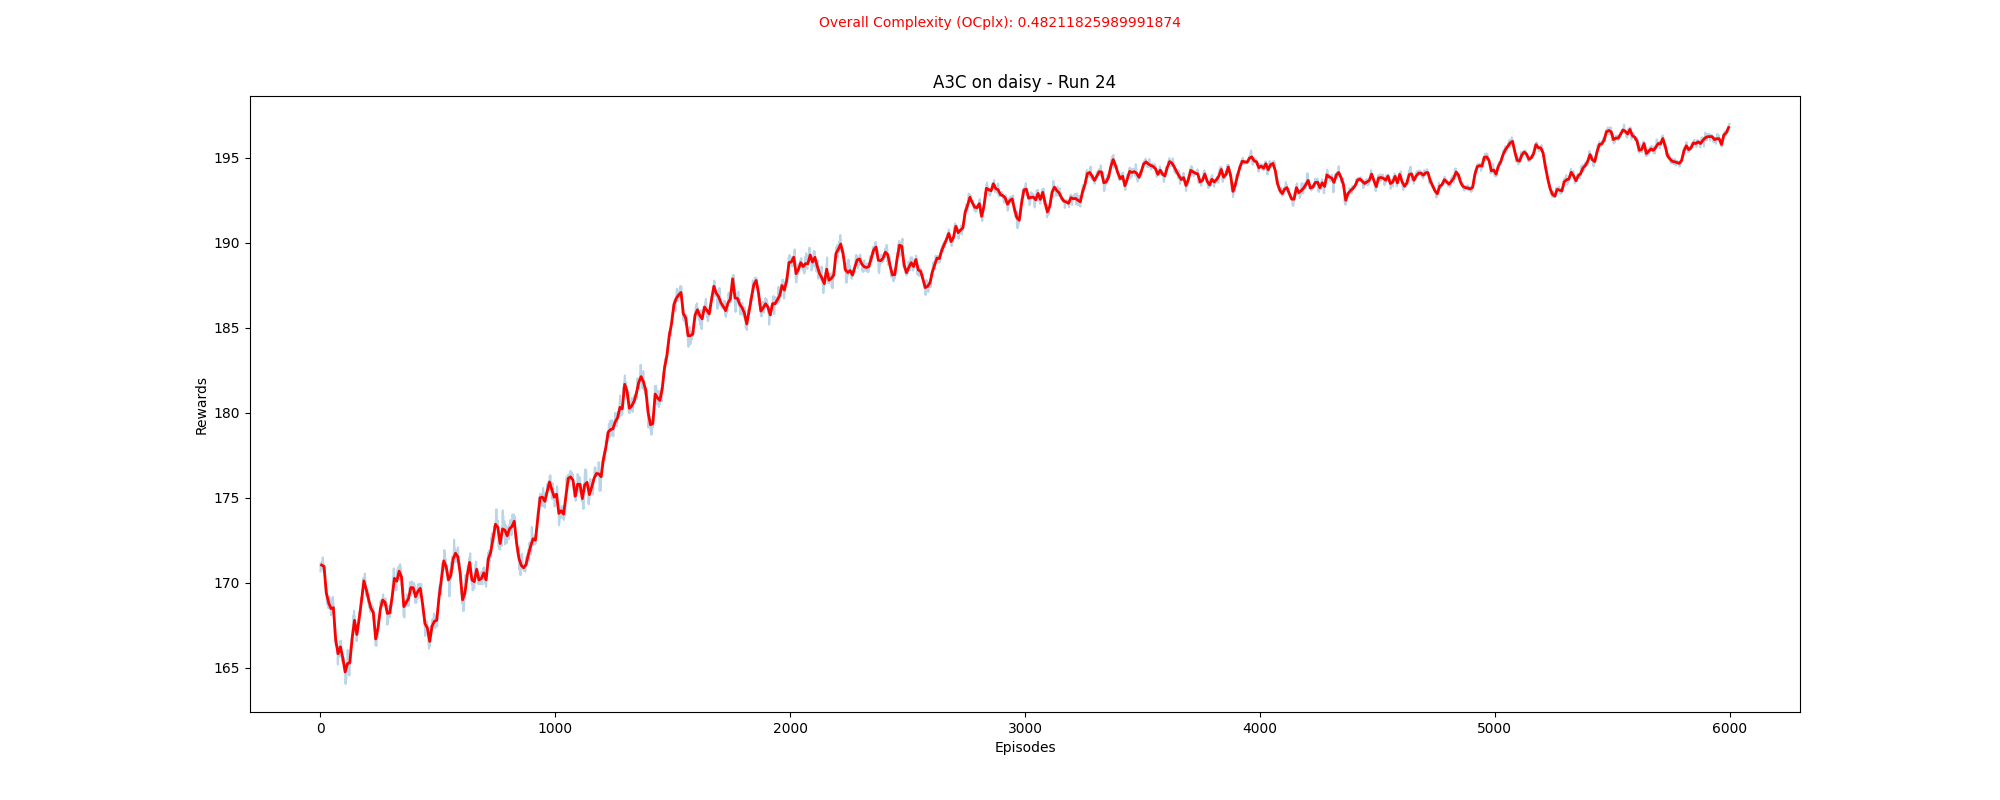 Overall Complexity (OCplx): 0.48211825989991874
A3C on daisy - Run 24
195
190
185
180
175
170
165
Rewards
0 1000 2000 3000 4000 5000 6000
Episodes